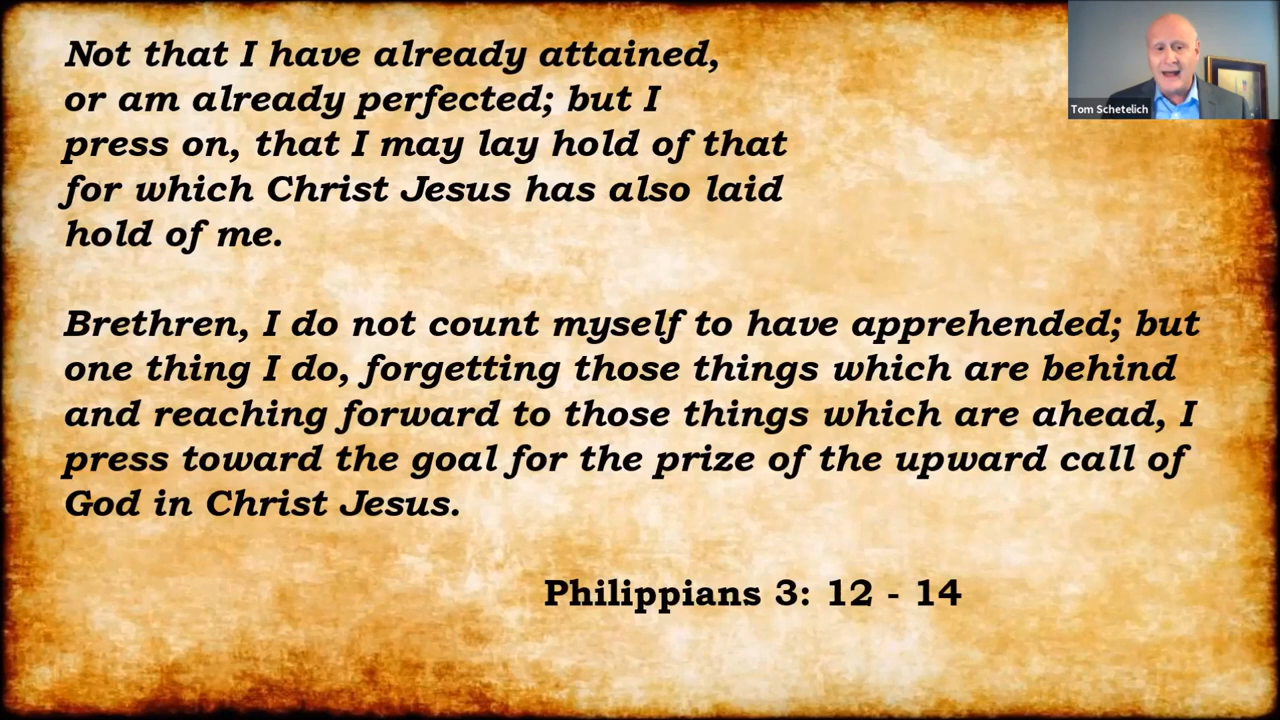 Not that I have already attained,
or am already perfected; but I
press on, that I may lay hold of that
for which Christ Jesus has also laid
hold of me.
Brethren, I do not count myself to have apprehended; but
one thing I do, forgetting those things which are behind
and reaching forward to those things which are ahead, I
press toward the goal for the prize of the upward call of
God in Christ Jesus.
Philippians 3: 12 - 14
Tom Schetelich